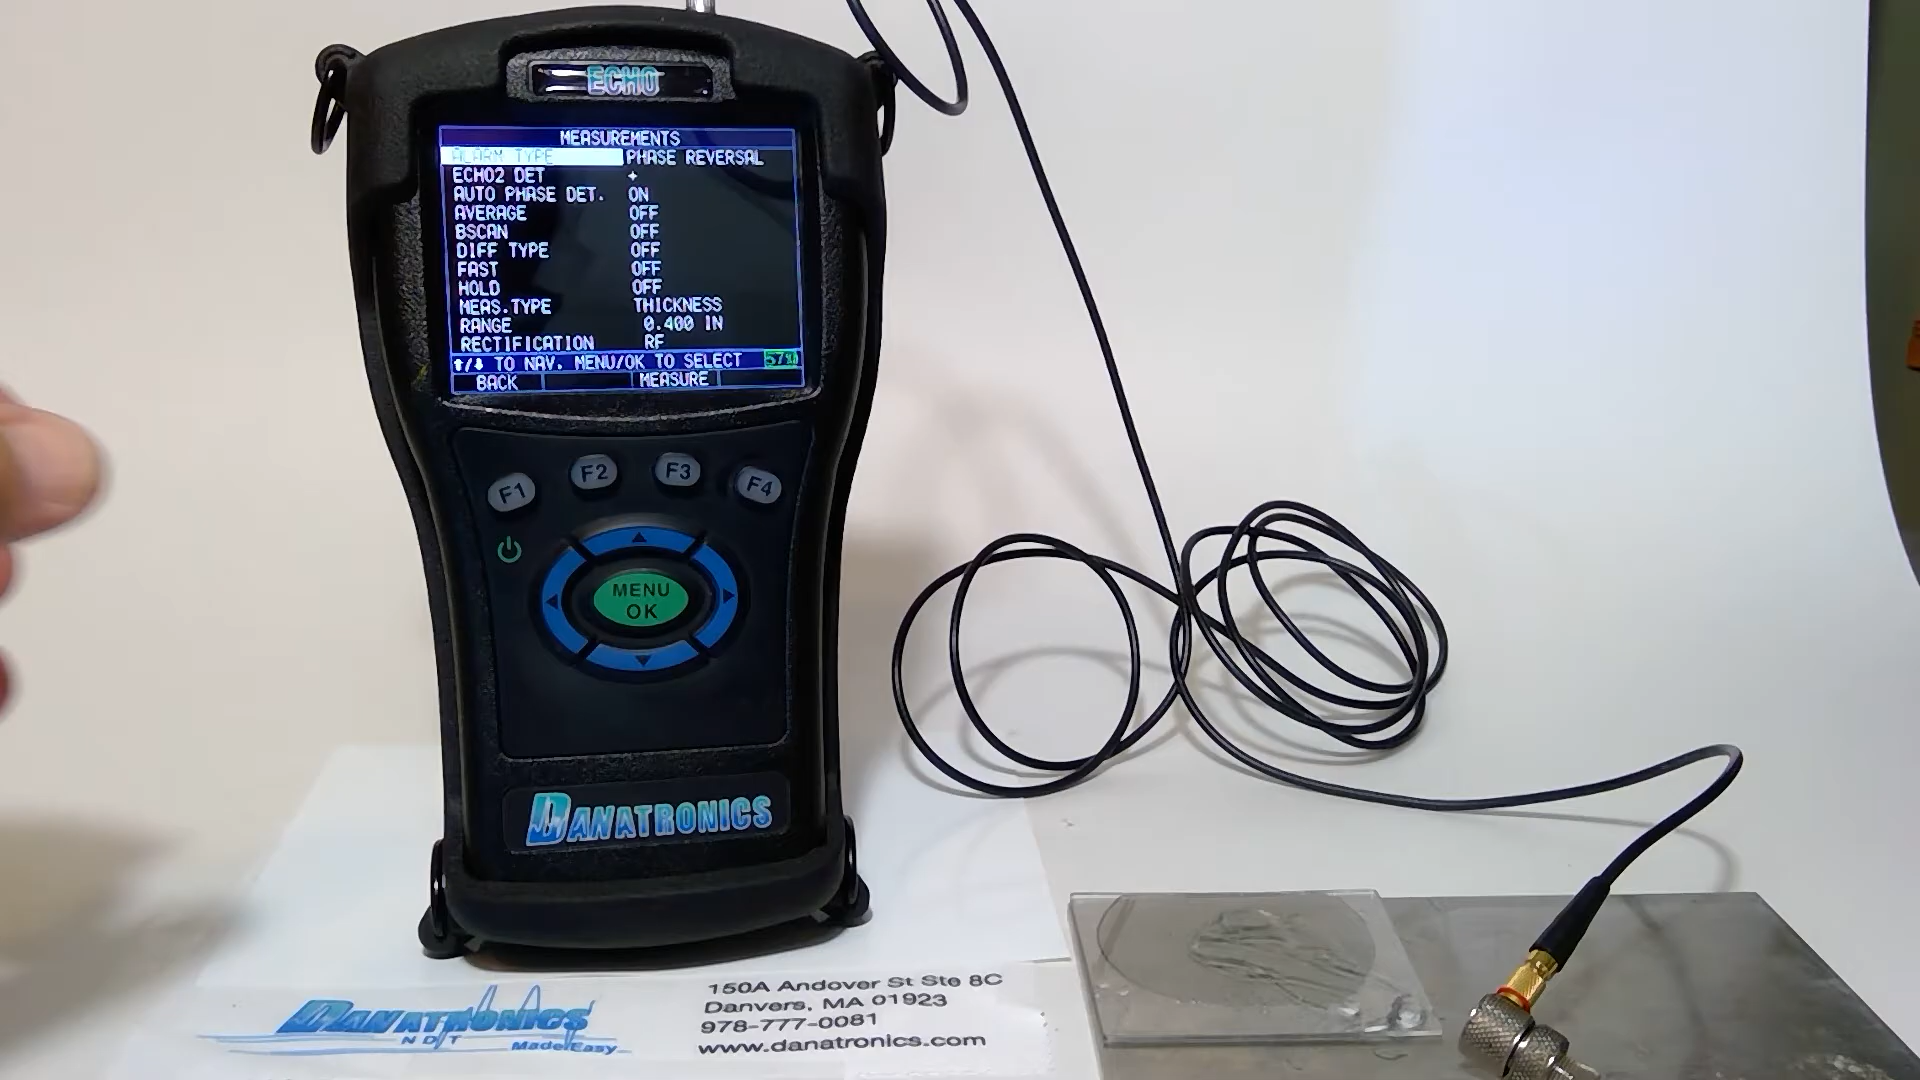 ECHO
MEASUREMENTS
ALARM TYPE PHASE REVERSAL
ECHO2 DET +
AUTO PHASE DET. ON
AVERAGE OFF
BSCAN OFF
DIFF TYPE OFF
FAST OFF
HOLD OFF
MEAS.TYPE THICKNESS
RANGE 0.400 IN
RECTIFICATION RF
⬆/⬇ TO NAV. MENU/OK TO SELECT 57%
BACK MEASURE
F1 F2 F3 F4
MENU
OK
DANATRONICS
DANATRONICS
NDT
Made Easy
150A Andover St Ste 8C
Danvers, MA 01923
978-777-0081
www.danatronics.com